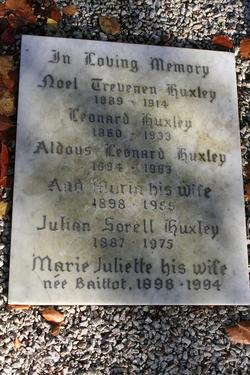 In Loving Memory
Noel Trevenen Huxley
1889 - 1914
Leonard Huxley
1860 - 1933
Aldous Leonard Huxley
1894 - 1963
And Maria his wife
1898 - 1955
Julian Sorell Huxley
1887 - 1975
Marie Juliette his wife
née Baillot, 1896 - 1994